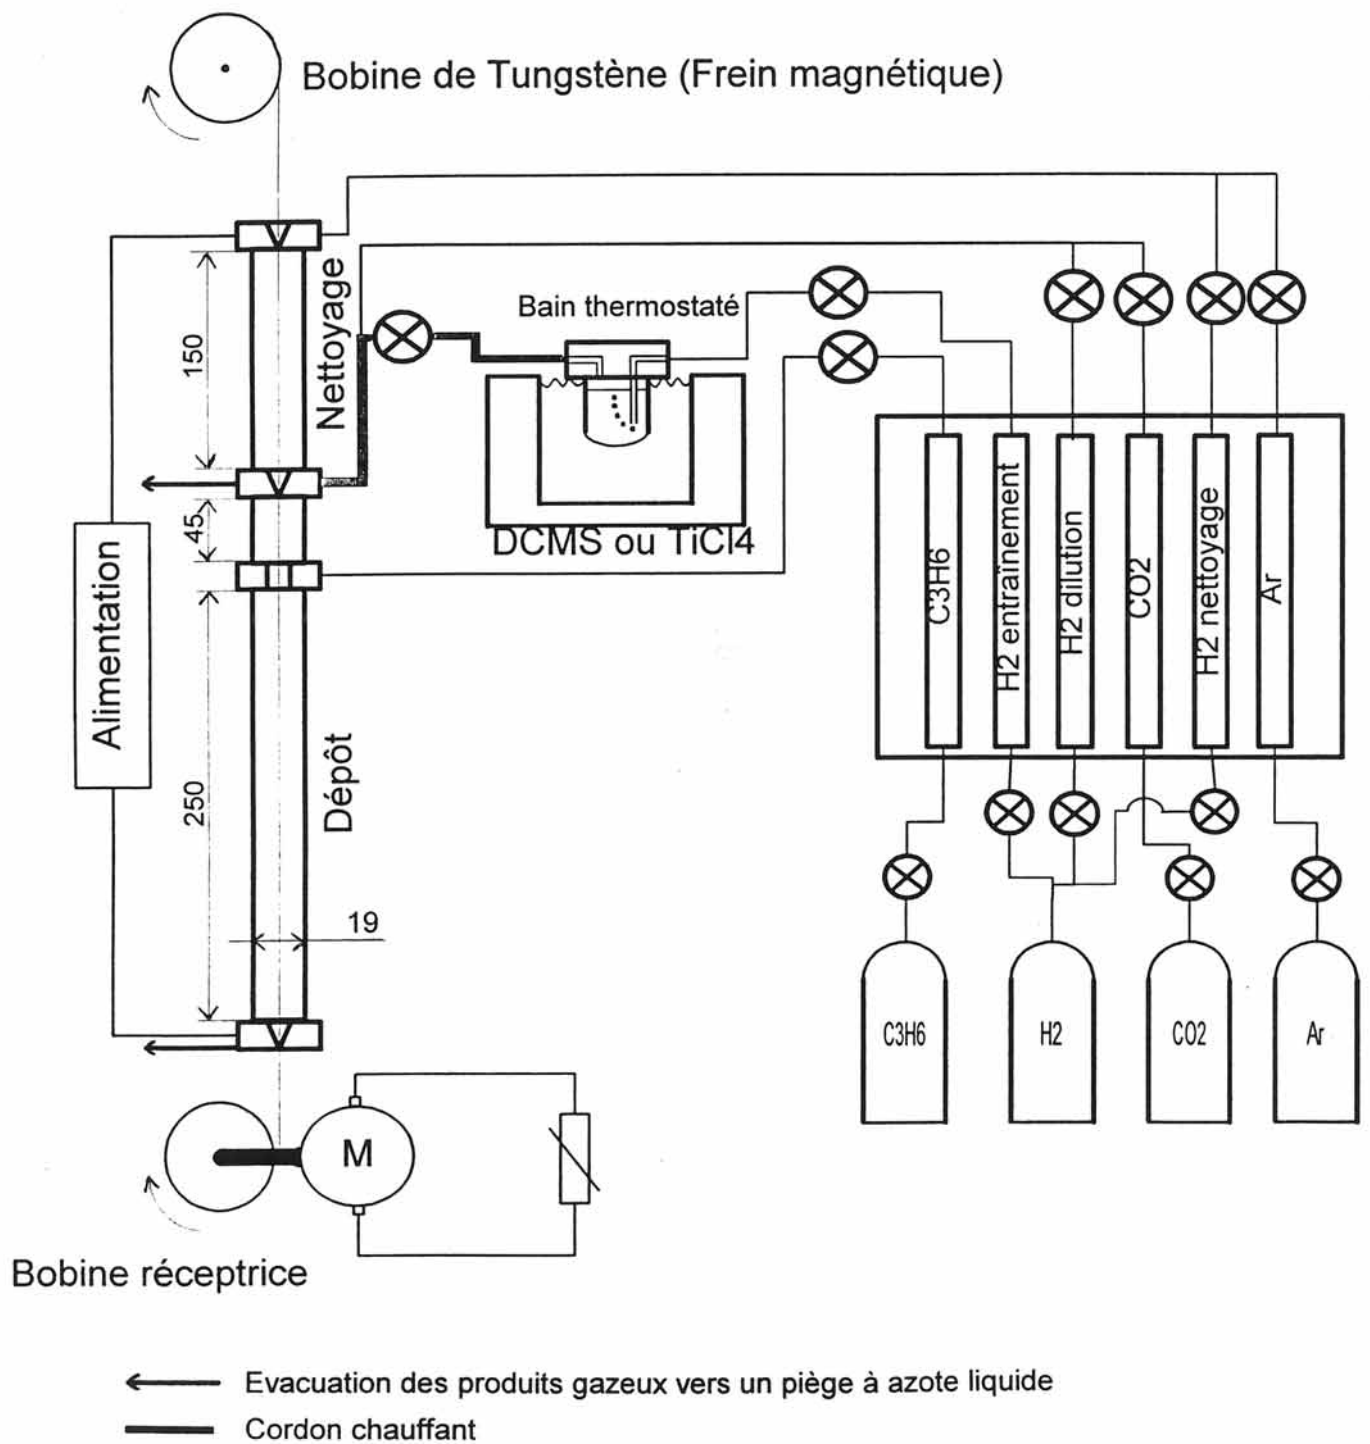 Bobine de Tungstène (Frein magnétique)
Nettoyage
150
Bain thermostaté
DCMS ou TiCl4
45
Alimentation
250
Dépôt
19
C3H6
H2 entraînement
H2 dilution
CO2
H2 nettoyage
Ar
C3H6
H2
CO2
Ar
M
Bobine réceptrice
Evacuation des produits gazeux vers un piège à azote liquide
Cordon chauffant